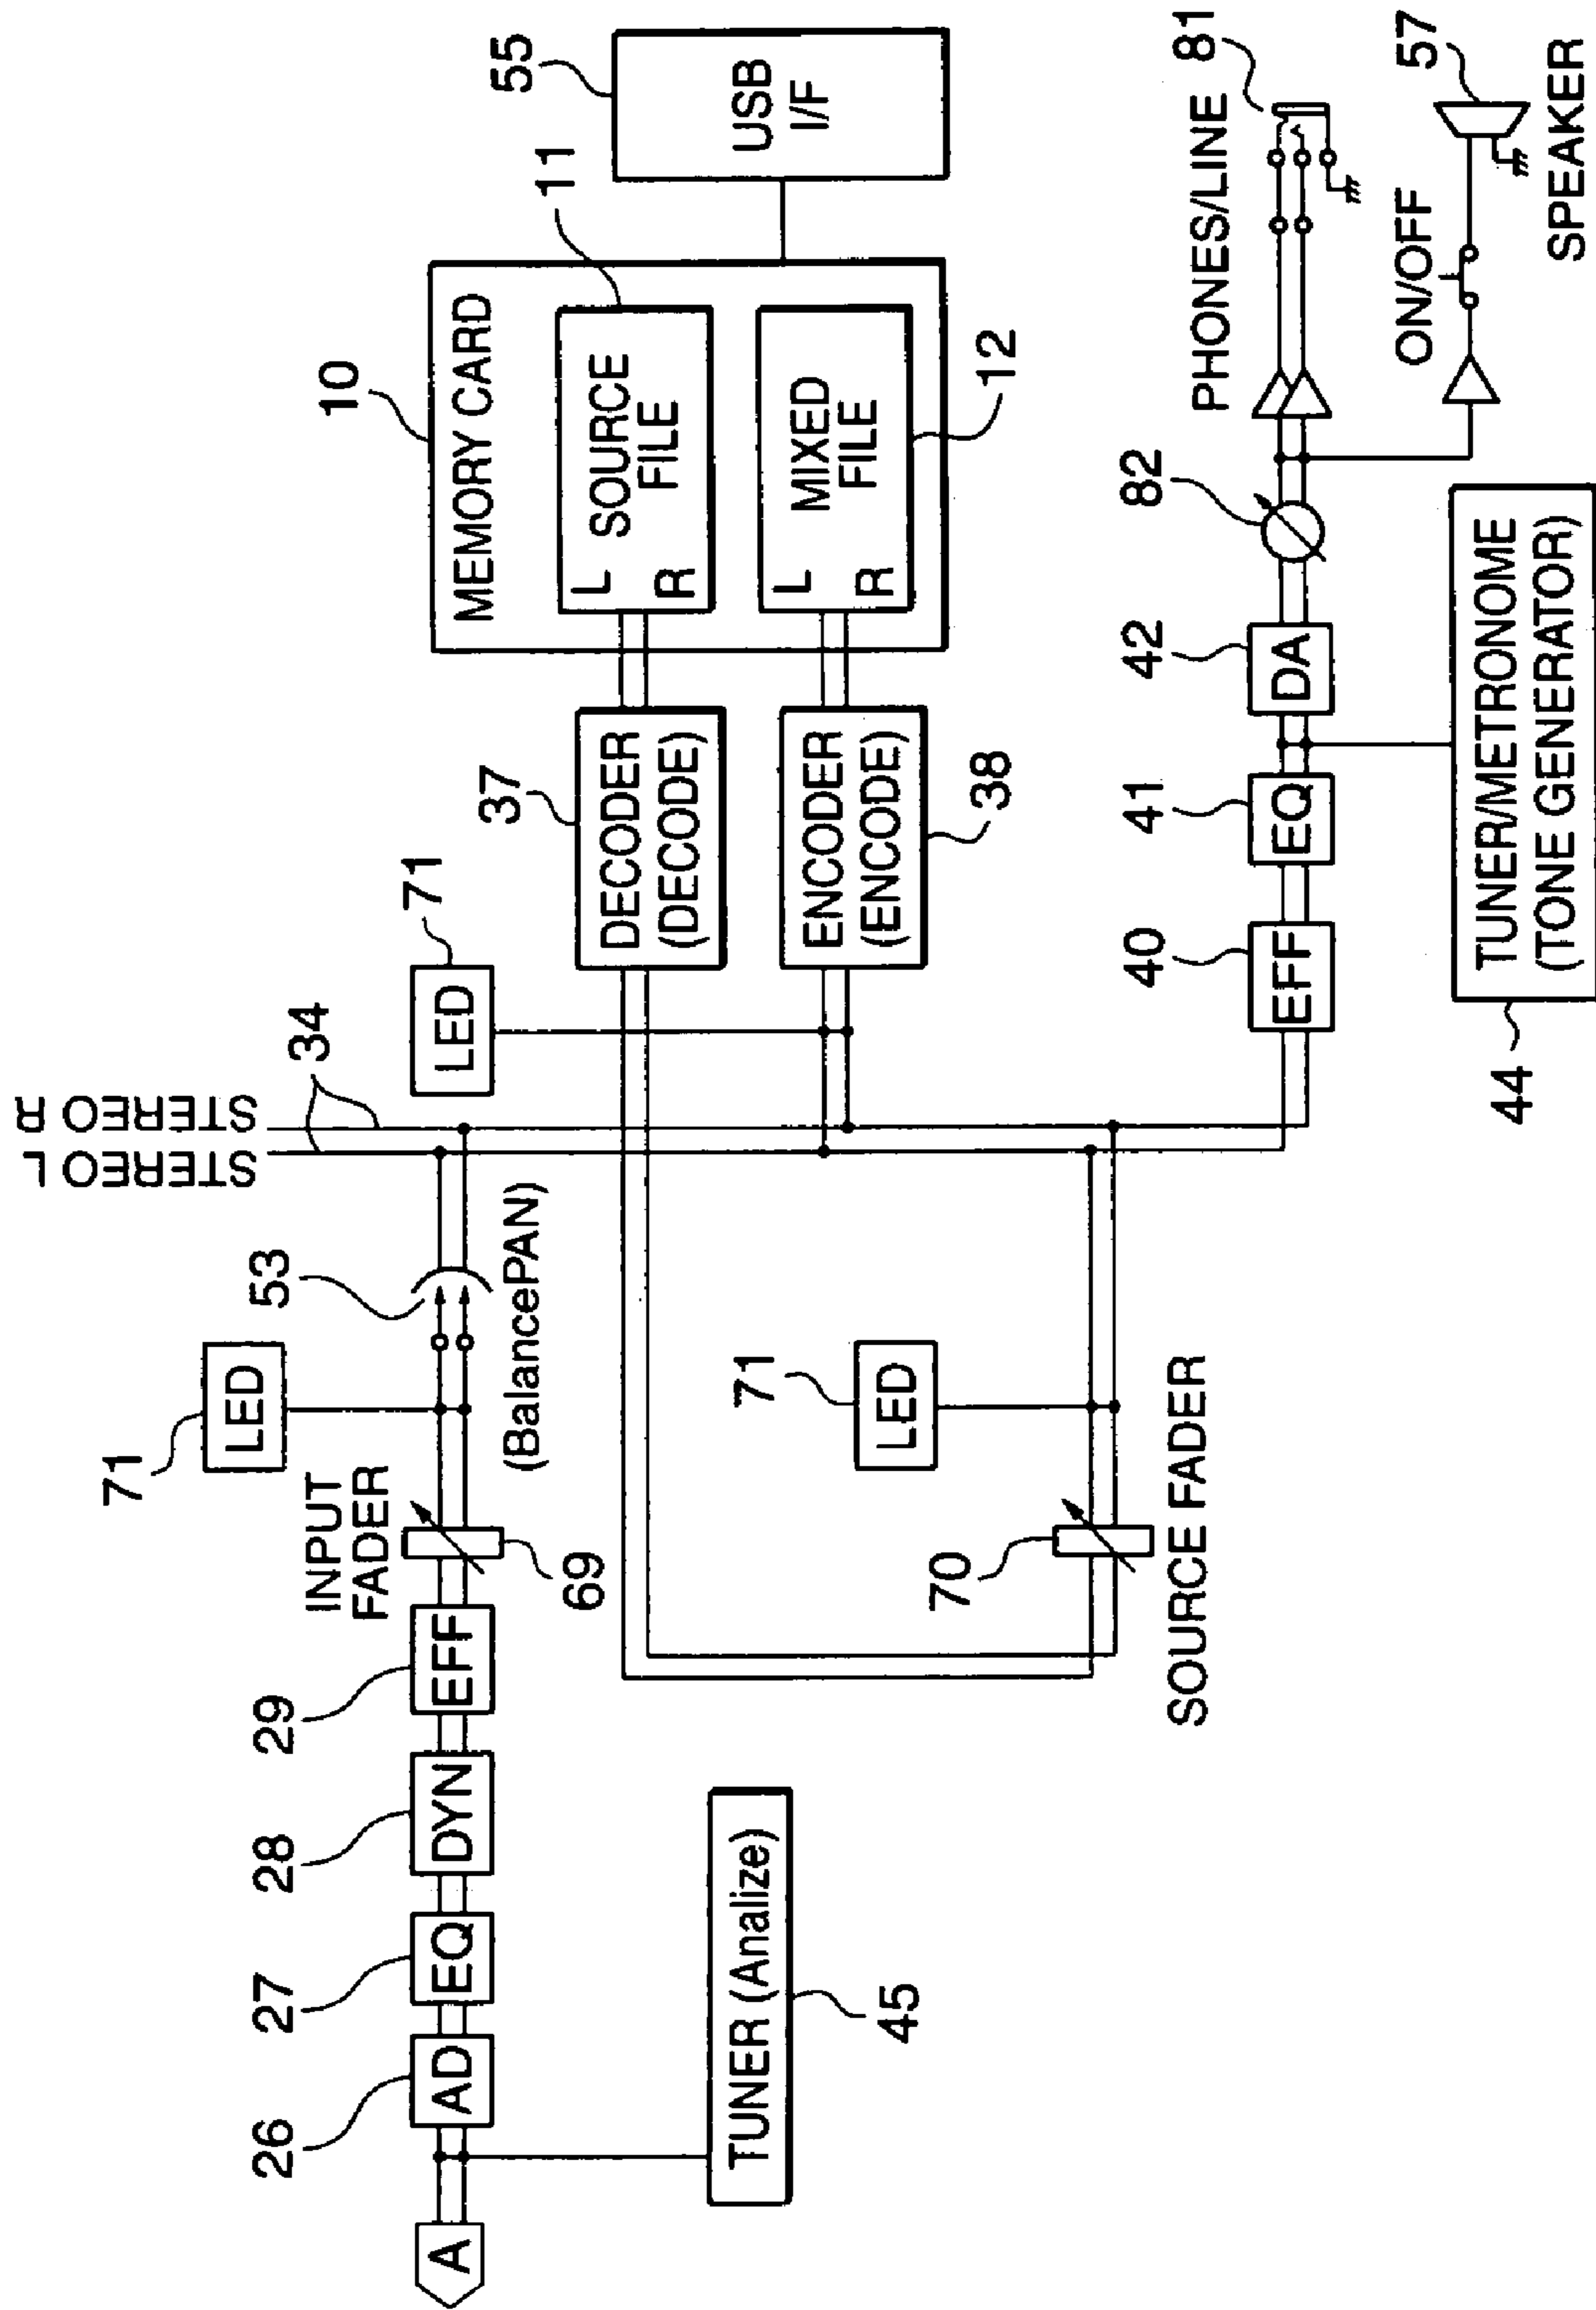 A
26
AD
27
EQ
28
DYN
29
EFF
INPUT
FADER
69
71
LED
53
(BalancePAN)
STEREO L
STEREO R
34
TUNER (Analize)
45
71
LED
37
DECODER
(DECODE)
ENCODER
(ENCODE)
38
10
MEMORY CARD
L
R
SOURCE
FILE
11
L
R
MIXED
FILE
12
55
USB
I/F
70
SOURCE FADER
71
LED
40
EFF
41
EQ
42
DA
82
PHONES/LINE
81
ON/OFF
57
SPEAKER
44
TUNER/METRONOME
(TONE GENERATOR)